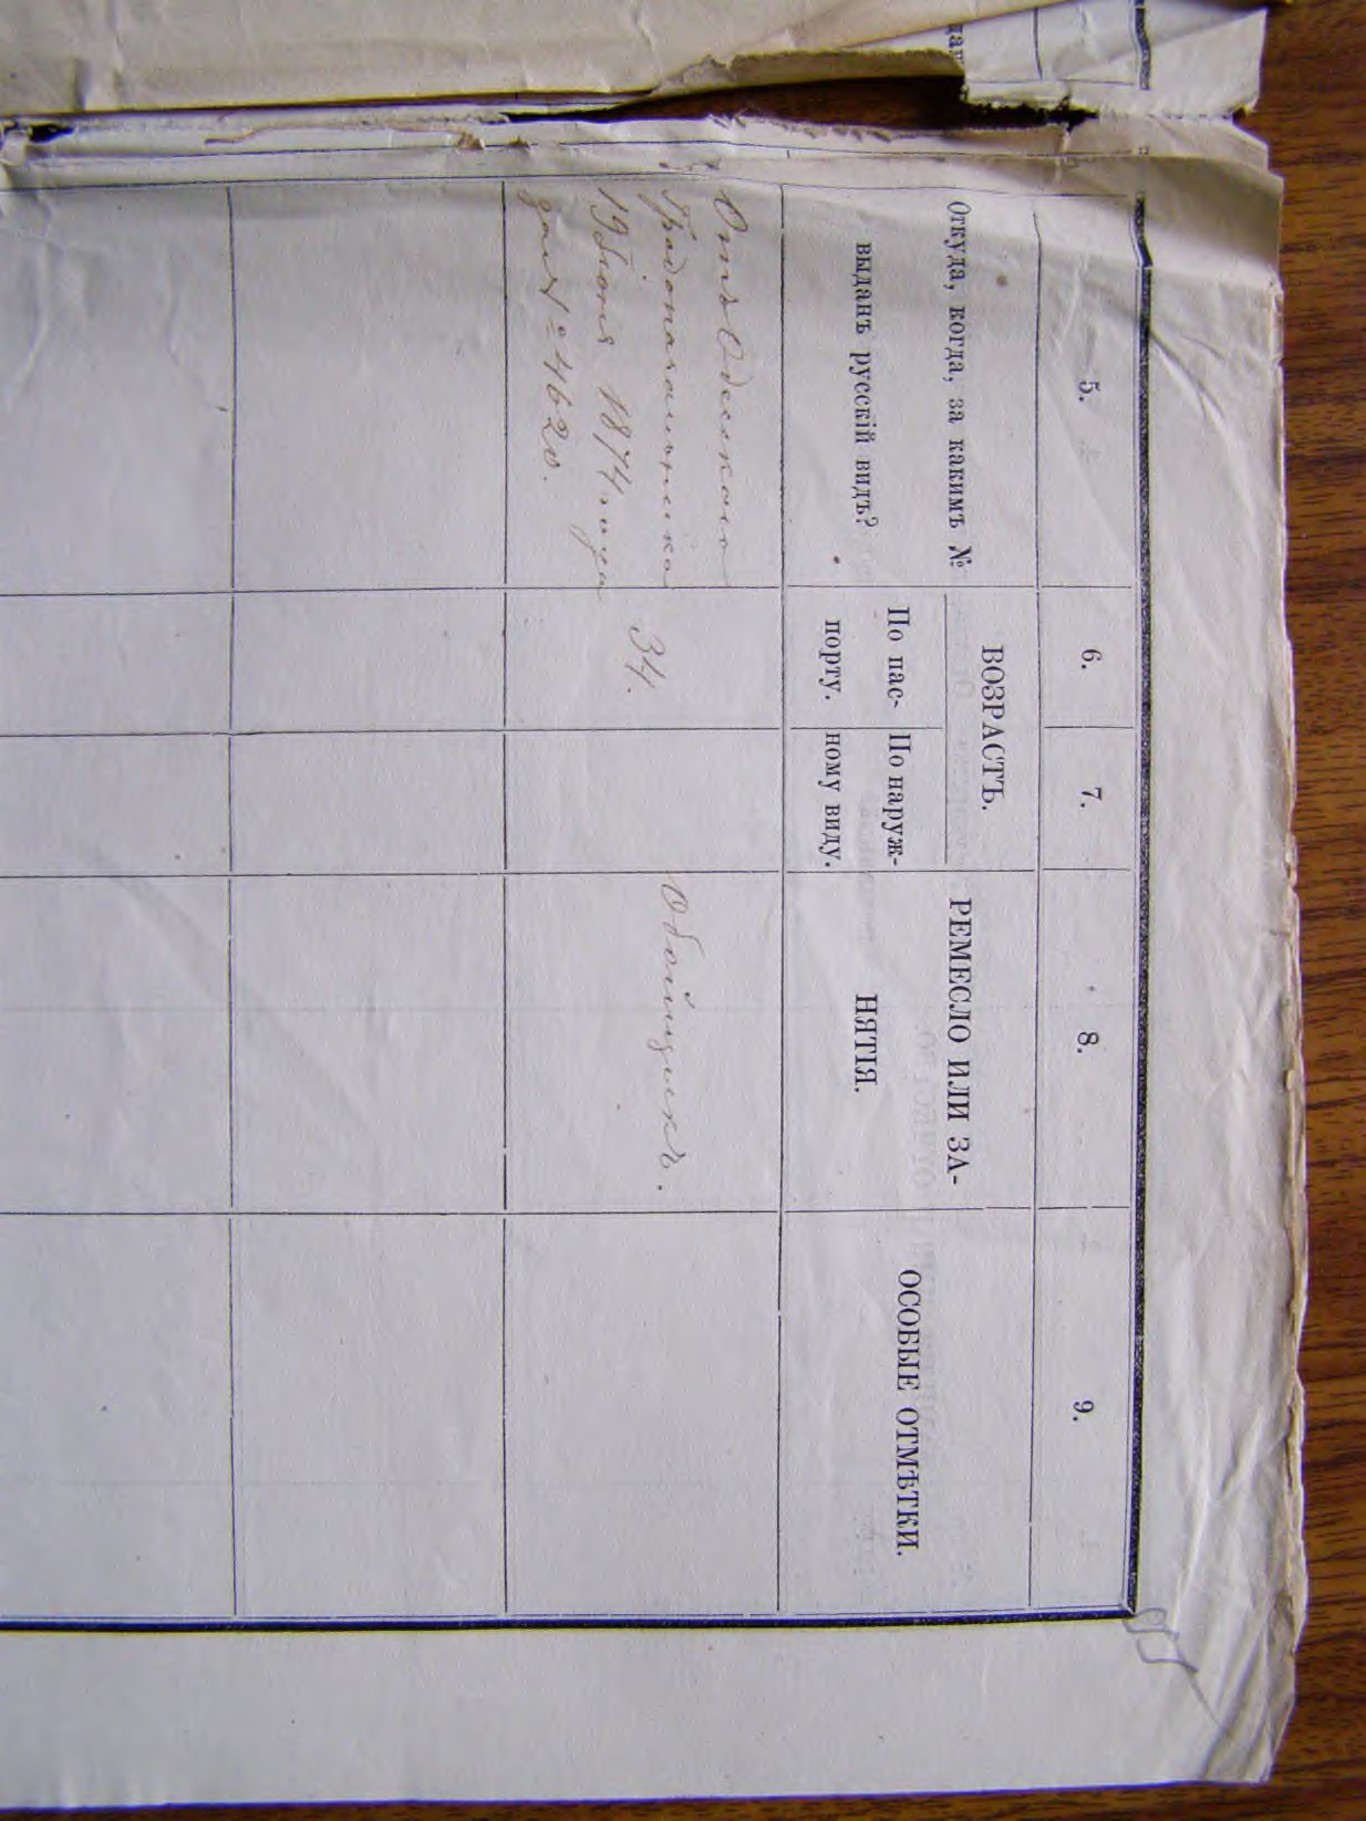 5.
6.
7.
8.
9.
Откуда, когда, за какимъ №
выданъ русскій видъ?
ВОЗРАСТЪ.
По пас-
порту.
По наруж-
ному виду.
РЕМЕСЛО ИЛИ ЗА-
НЯТІЯ.
ОСОБЫЕ ОТМѢТКИ.
Отъ Одесскаго
Градоначальника
19 Іюня 1874 года
за № 4620.
34.
Обойщикъ.